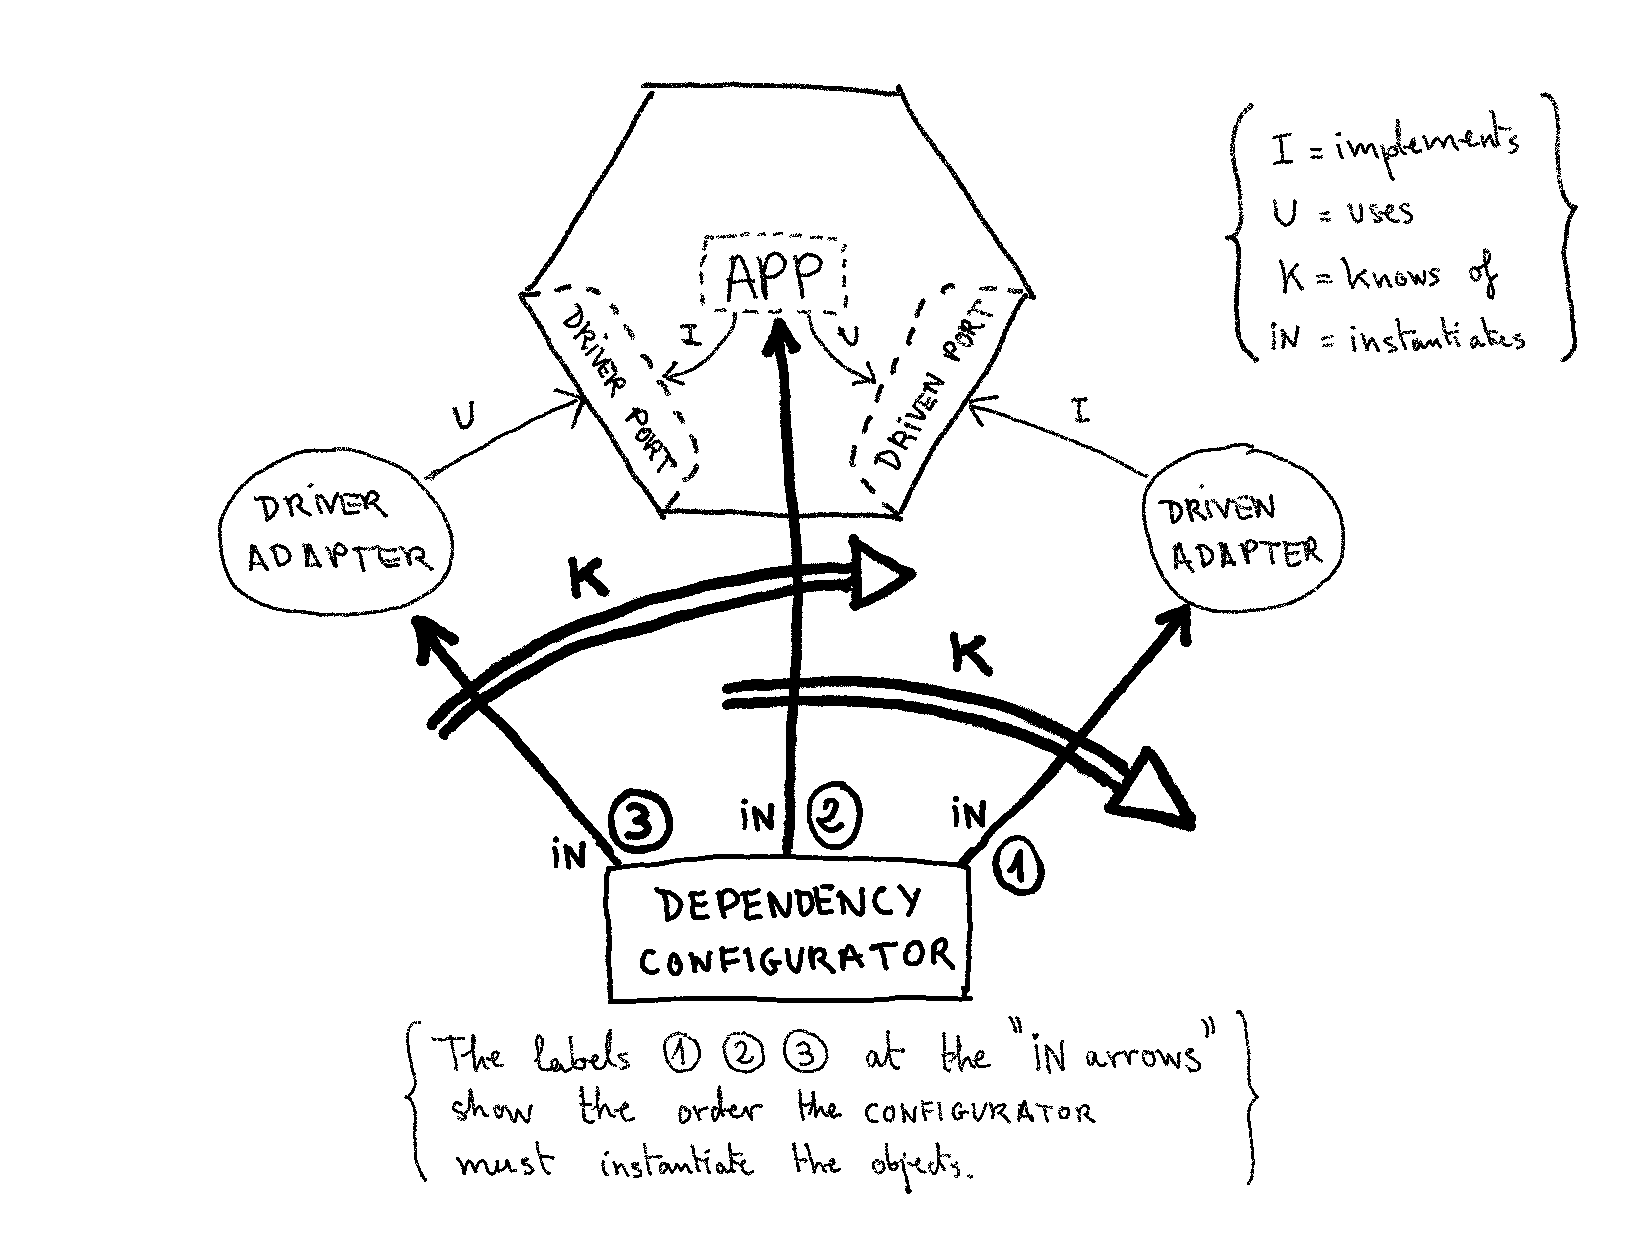 I = implements
U = uses
K = knows of
iN = instantiates
APP
I
U
DRiVER PORT
DRiVEN PORT
U
I
DRiVER
ADAPTER
DRiVEN
ADAPTER
K
K
③
iN
②
iN
iN
①
DEPENDENCY
CONFIGURATOR
The labels ① ② ③ at the "iN arrows"
show the order the CONFIGURATOR
must instantiate the objects.